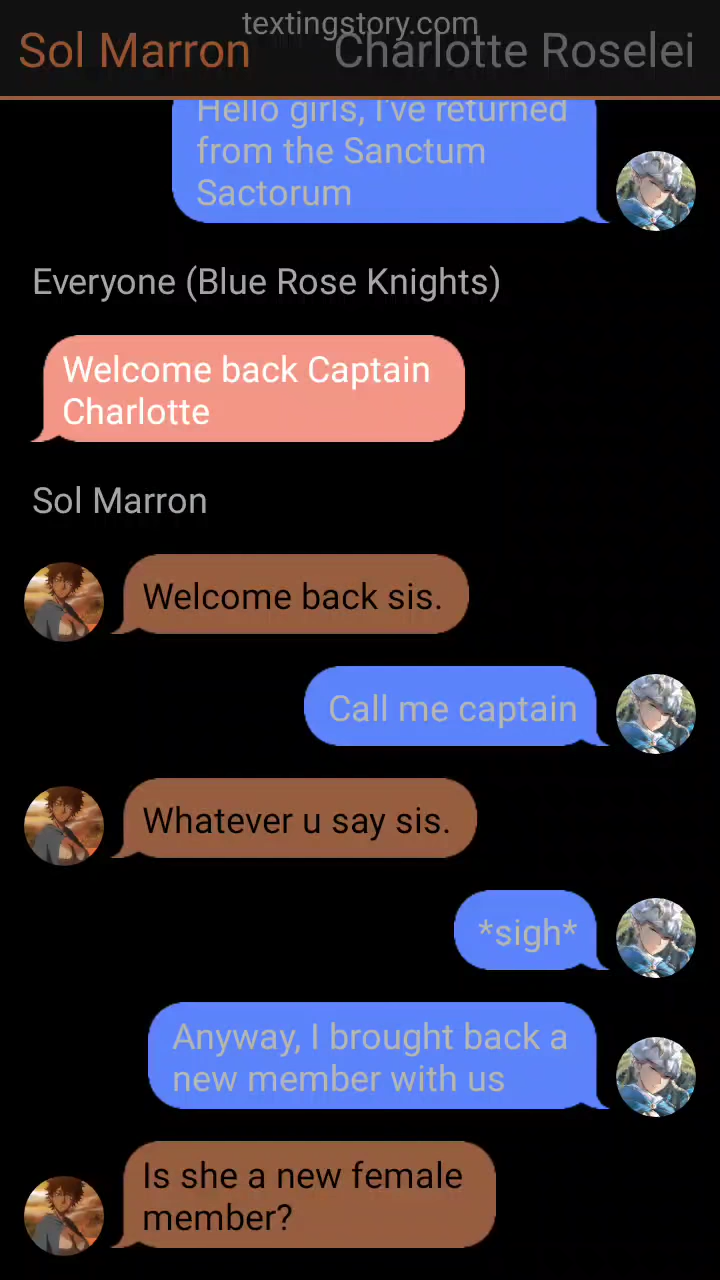 textingstory.com
Sol Marron
Charlotte Roselei
Hello girls, I've returned
from the Sanctum
Sactorum
Everyone (Blue Rose Knights)
Welcome back Captain
Charlotte
Sol Marron
Welcome back sis.
Call me captain
Whatever u say sis.
*sigh*
Anyway, I brought back a
new member with us
Is she a new female
member?